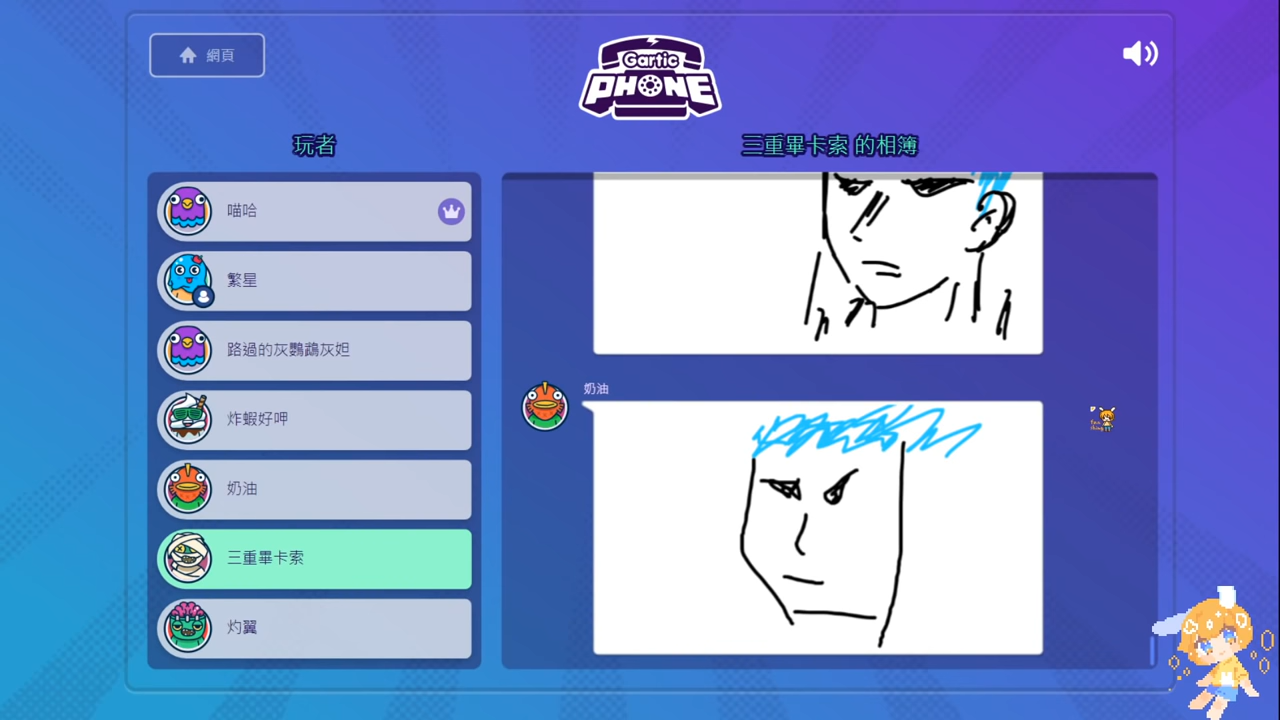 網頁
Gartic
PHONE
玩者
三重畢卡索 的相簿
喵哈
繁星
路過的灰鸚鵡灰妲
炸蝦好呷
奶油
三重畢卡索
灼翼
奶油